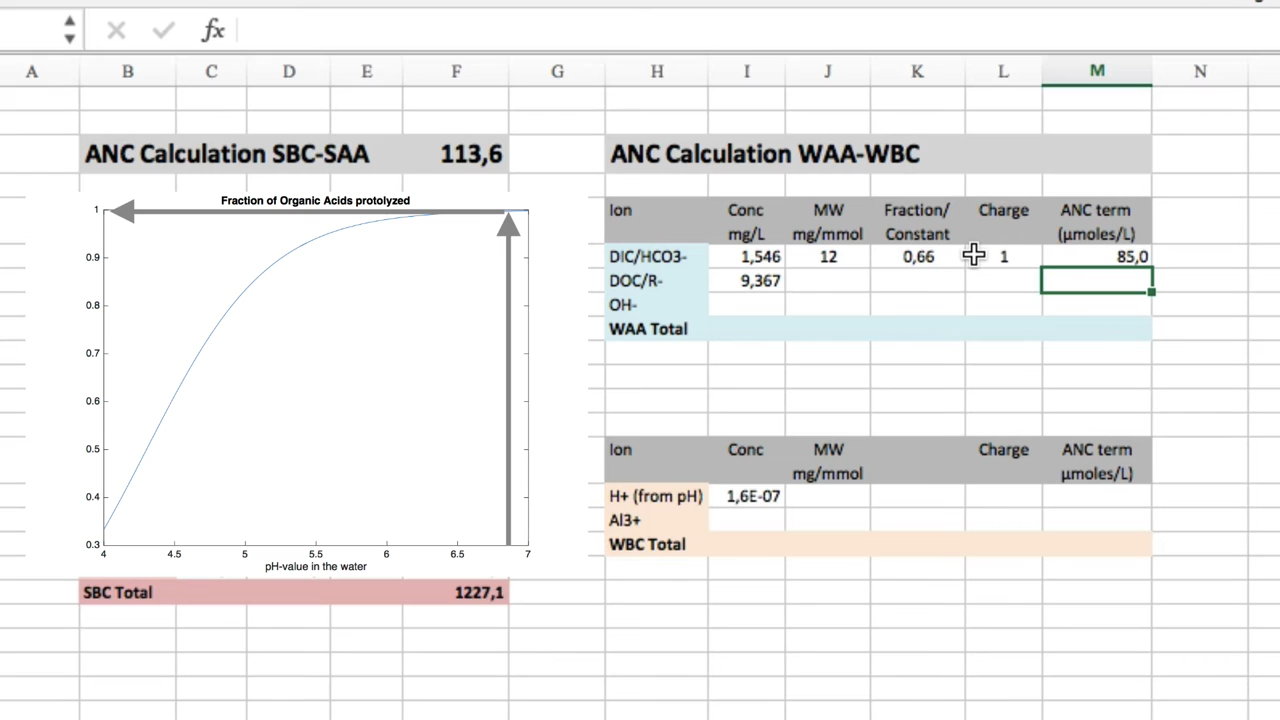 fx
A B C D E F G H I J K L M N
ANC Calculation SBC-SAA 113,6
Fraction of Organic Acids protolyzed
1
0.9
0.8
0.7
0.6
0.5
0.4
0.3
4 4.5 5 5.5 6 6.5 7
pH-value in the water
SBC Total 1227,1
ANC Calculation WAA-WBC
Ion Conc MW Fraction/ Charge ANC term
mg/L mg/mmol Constant (µmoles/L)
DIC/HCO3- 1,546 12 0,66 1 85,0
DOC/R- 9,367
OH-
WAA Total
Ion Conc MW Charge ANC term
mg/mmol µmoles/L)
H+ (from pH) 1,6E-07
Al3+
WBC Total